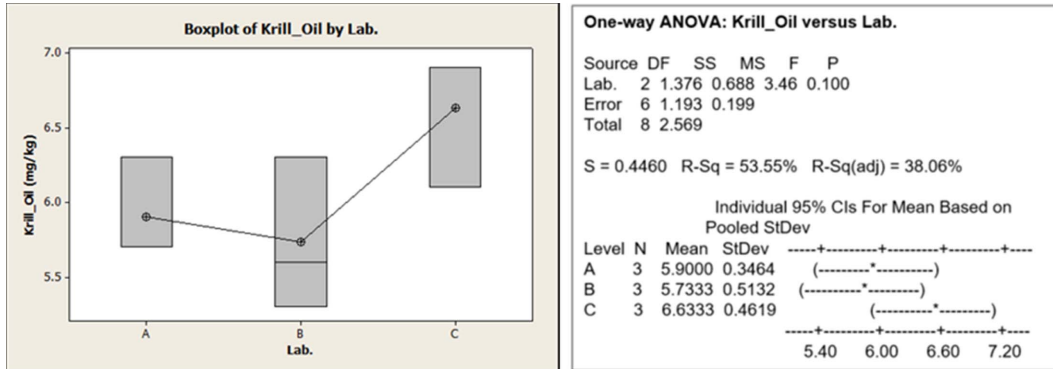 Boxplot of Krill_Oil by Lab.
7.0
6.5
6.0
5.5
Krill_Oil (mg/kg)
A B C
Lab.
One-way ANOVA: Krill_Oil versus Lab.
Source DF SS MS F P
Lab. 2 1.376 0.688 3.46 0.100
Error 6 1.193 0.199
Total 8 2.569
S = 0.4460 R-Sq = 53.55% R-Sq(adj) = 38.06%
Individual 95% CIs For Mean Based on
Pooled StDev
Level N Mean StDev -----+---------+---------+---------+----
A 3 5.9000 0.3464 (---------*----------)
B 3 5.7333 0.5132 (---------*---------)
C 3 6.6333 0.4619 (---------*---------)
-----+---------+---------+---------+----
5.40 6.00 6.60 7.20